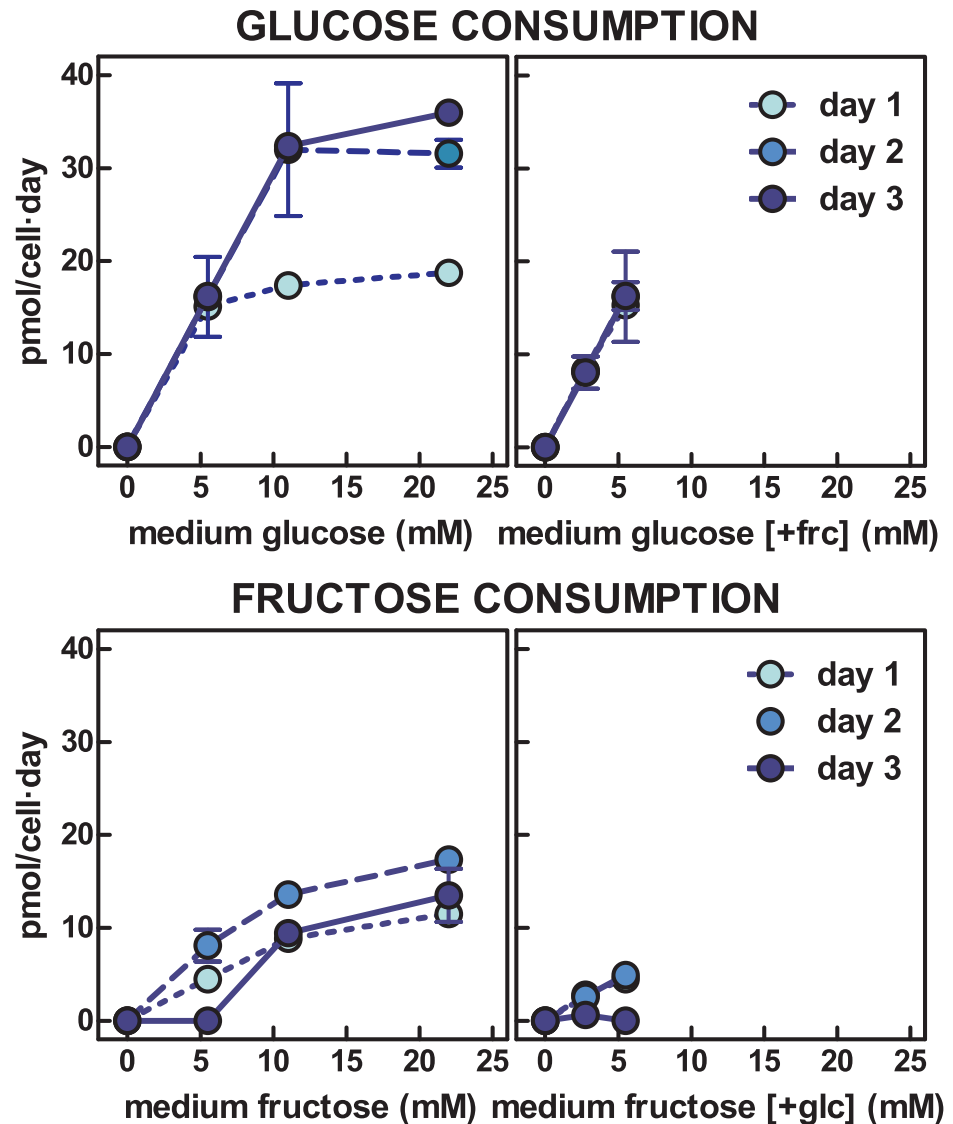 GLUCOSE CONSUMPTION
pmol/cell·day
40
30
20
10
0
0 5 10 15 20 25
medium glucose (mM)
day 1
day 2
day 3
0 5 10 15 20 25
medium glucose [+frc] (mM)
FRUCTOSE CONSUMPTION
pmol/cell·day
40
30
20
10
0
0 5 10 15 20 25
medium fructose (mM)
day 1
day 2
day 3
0 5 10 15 20 25
medium fructose [+glc] (mM)